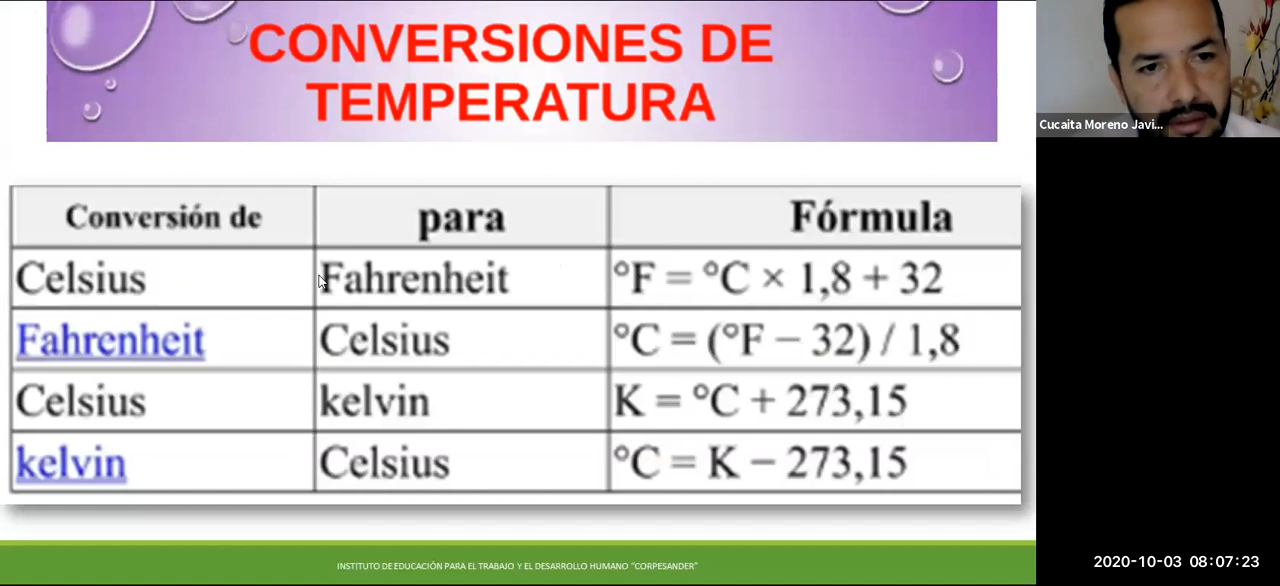 CONVERSIONES DE
TEMPERATURA
Cucaita Moreno Javi...
Conversión de para Fórmula
Celsius Fahrenheit °F = °C × 1,8 + 32
Fahrenheit Celsius °C = (°F − 32) / 1,8
Celsius kelvin K = °C + 273,15
kelvin Celsius °C = K − 273,15
INSTITUTO DE EDUCACIÓN PARA EL TRABAJO Y EL DESARROLLO HUMANO “CORPESANDER”
2020-10-03 08:07:23